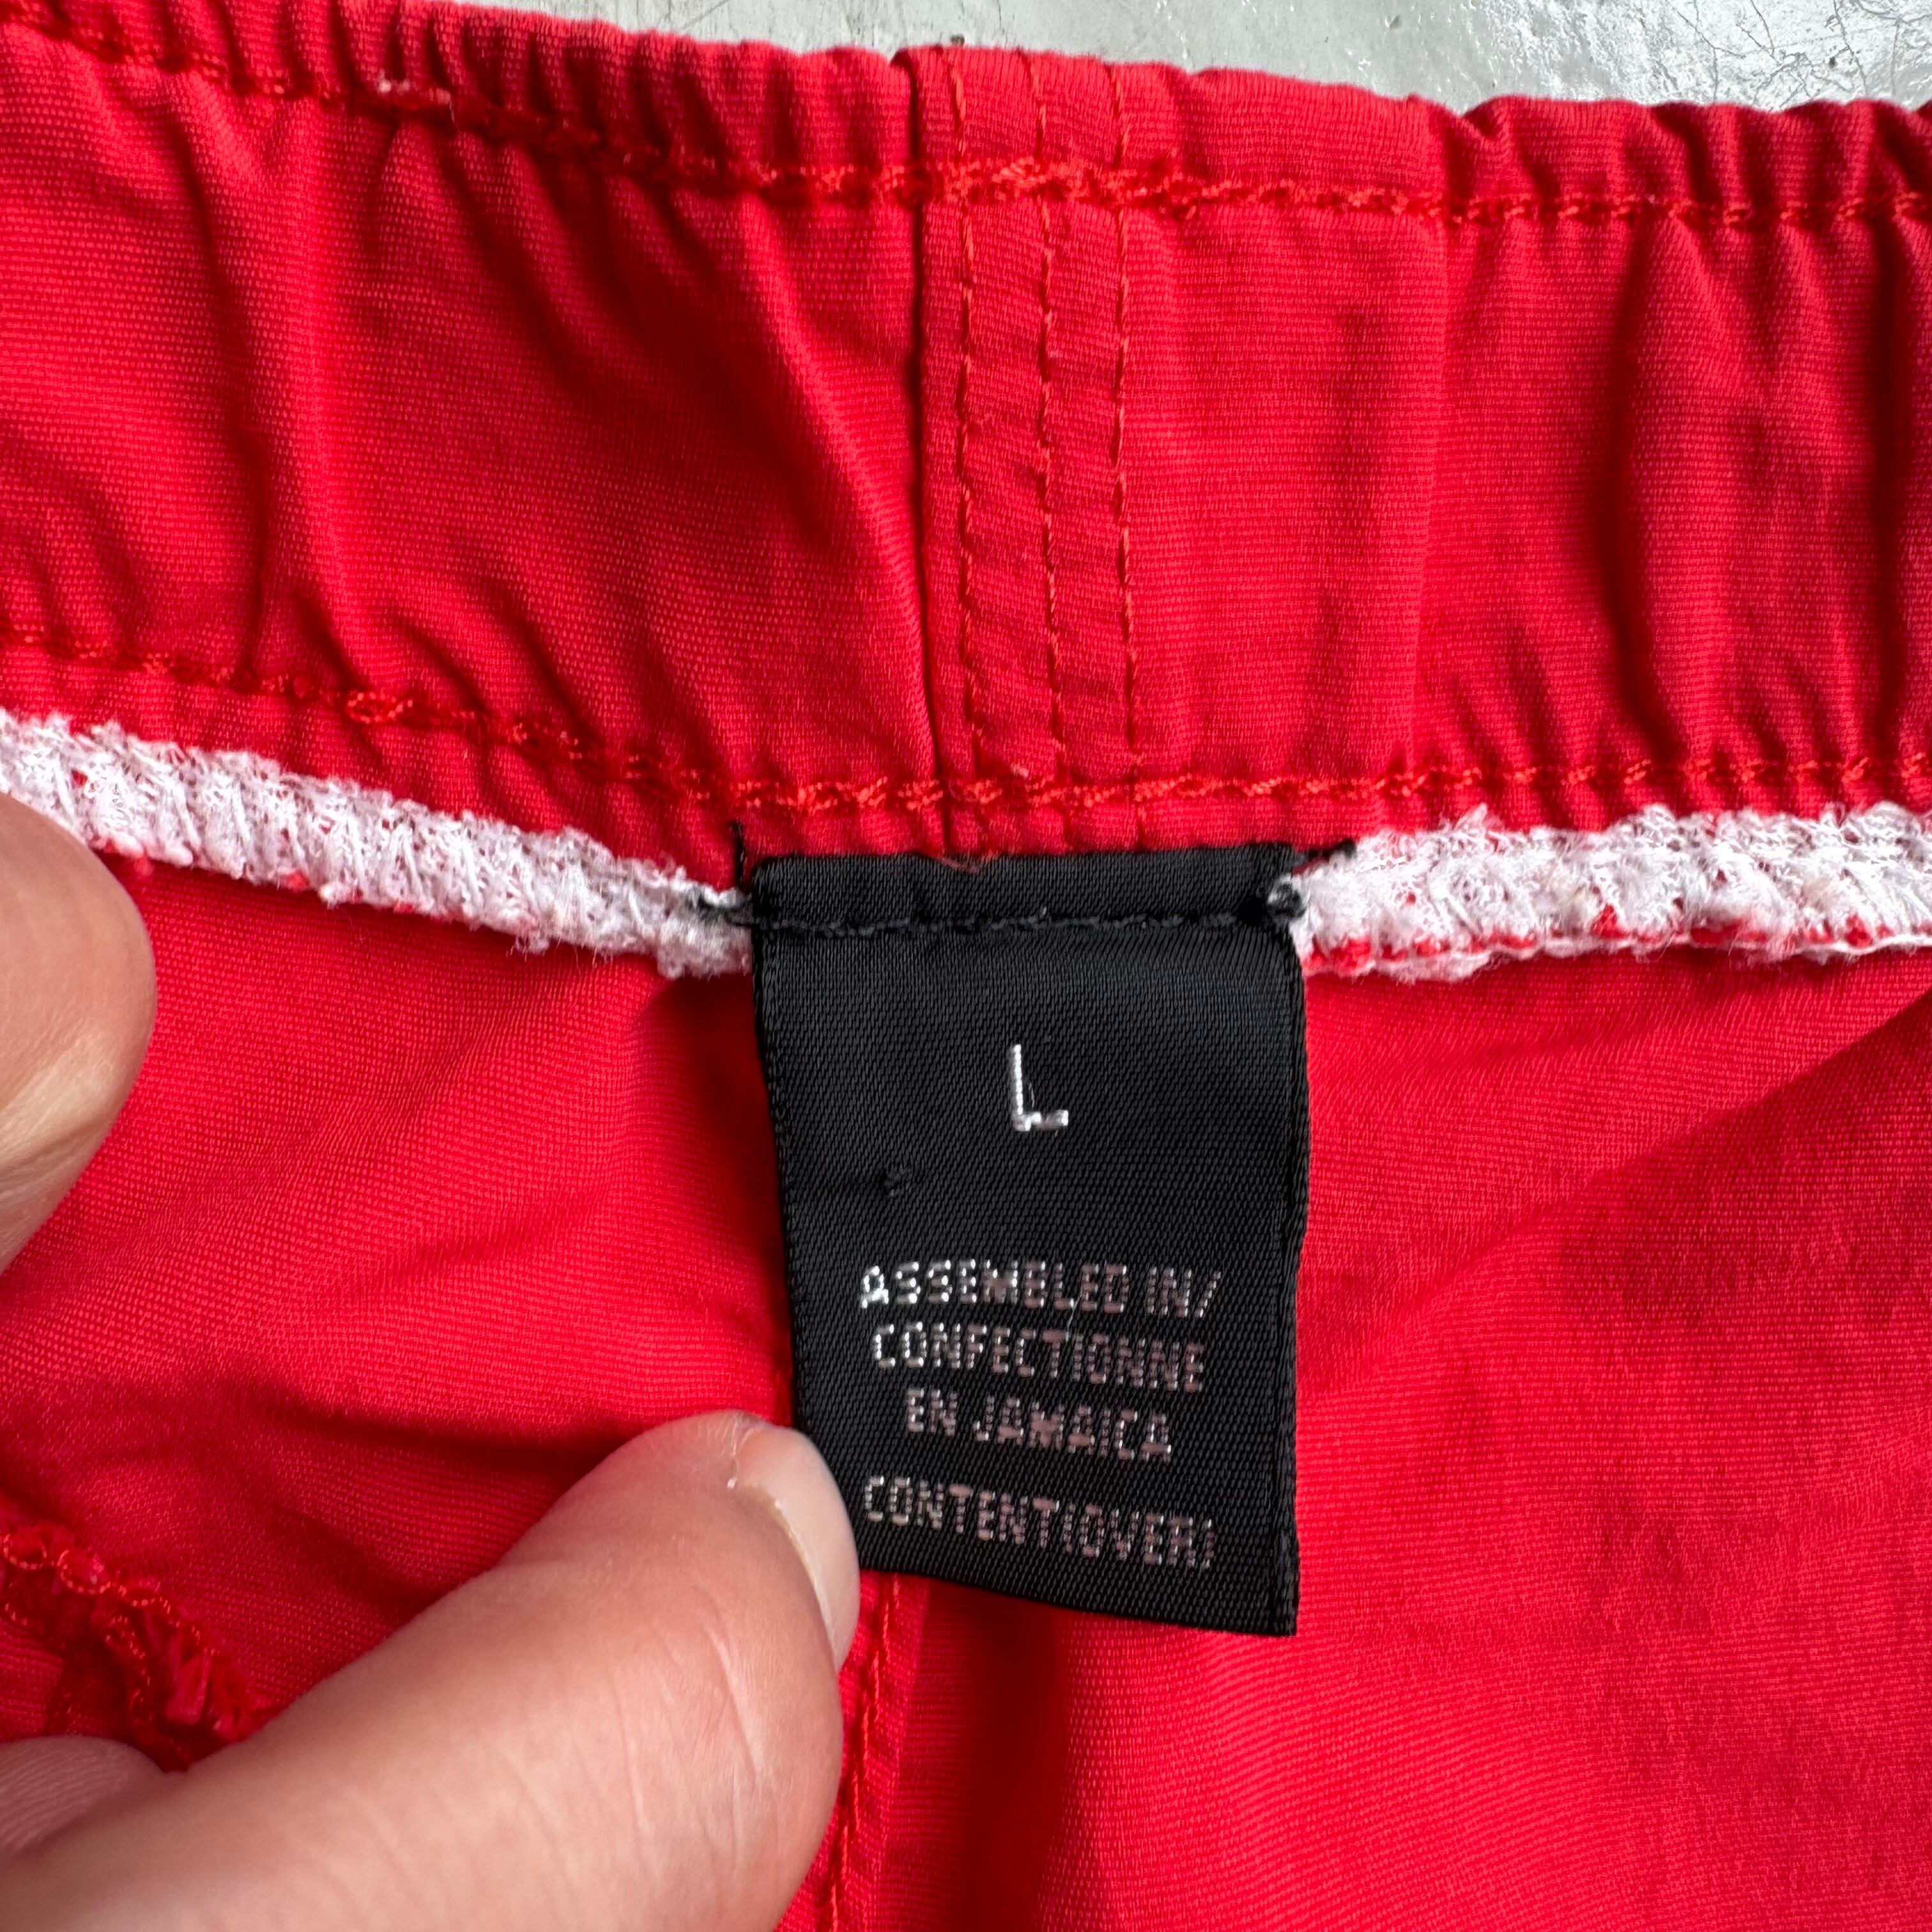 L
ASSEMBLED IN/
CONFECTIONNE
EN JAMAICA
CONTENT(OVER)